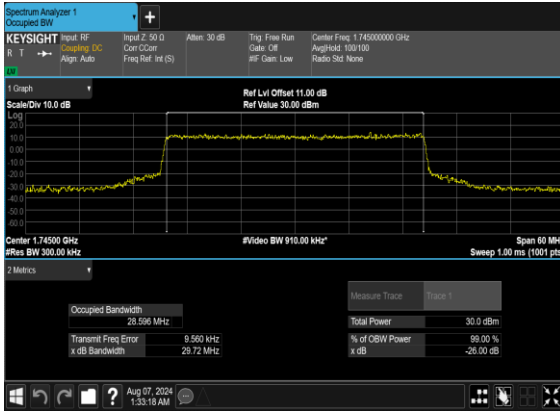 Spectrum Analyzer 1
Occupied BW
+
KEYSIGHT
R T
LXI
Input: RF
Coupling: DC
Align: Auto
Input Z: 50 Ω
Corr CCorr
Freq Ref: Int (S)
Atten: 30 dB
Trig: Free Run
Gate: Off
#IF Gain: Low
Center Freq: 1.745000000 GHz
Avg|Hold: 100/100
Radio Std: None
1 Graph
Scale/Div 10.0 dB
Ref Lvl Offset 11.00 dB
Ref Value 30.00 dBm
Log
20.0
10.0
0.00
-10.0
-20.0
-30.0
-40.0
-50.0
-60.0
Center 1.74500 GHz
#Res BW 300.00 kHz
#Video BW 910.00 kHz*
Span 60 MH
Sweep 1.00 ms (1001 pts
2 Metrics
Measure Trace Trace 1
Occupied Bandwidth
28.596 MHz
Total Power 30.0 dBm
Transmit Freq Error 9.560 kHz
% of OBW Power 99.00 %
x dB Bandwidth 29.72 MHz
x dB -26.00 dB
?
Aug 07, 2024
1:33:18 AM